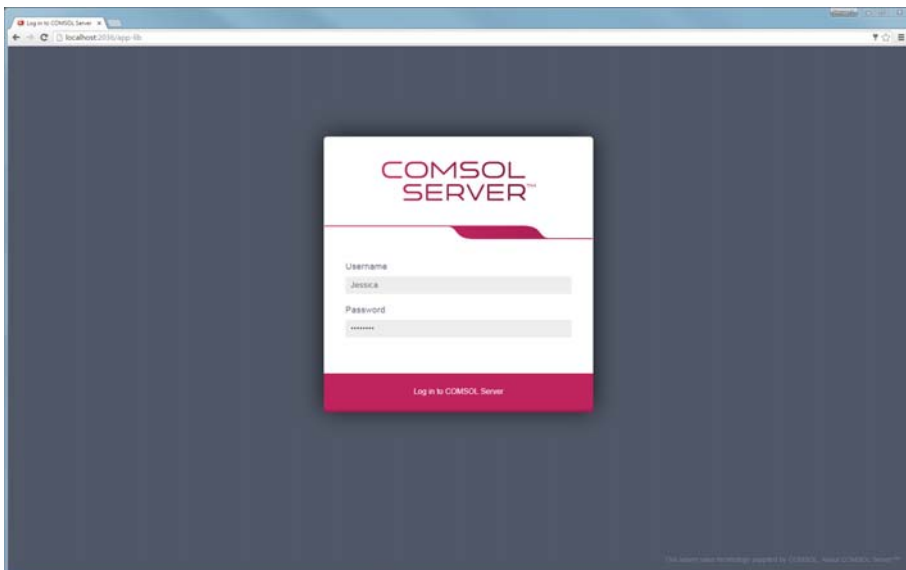 Log in to COMSOL Server
localhost:2036/app-lib
COMSOL
SERVER™
Username
Jessica
Password
••••••••
Log in to COMSOL Server